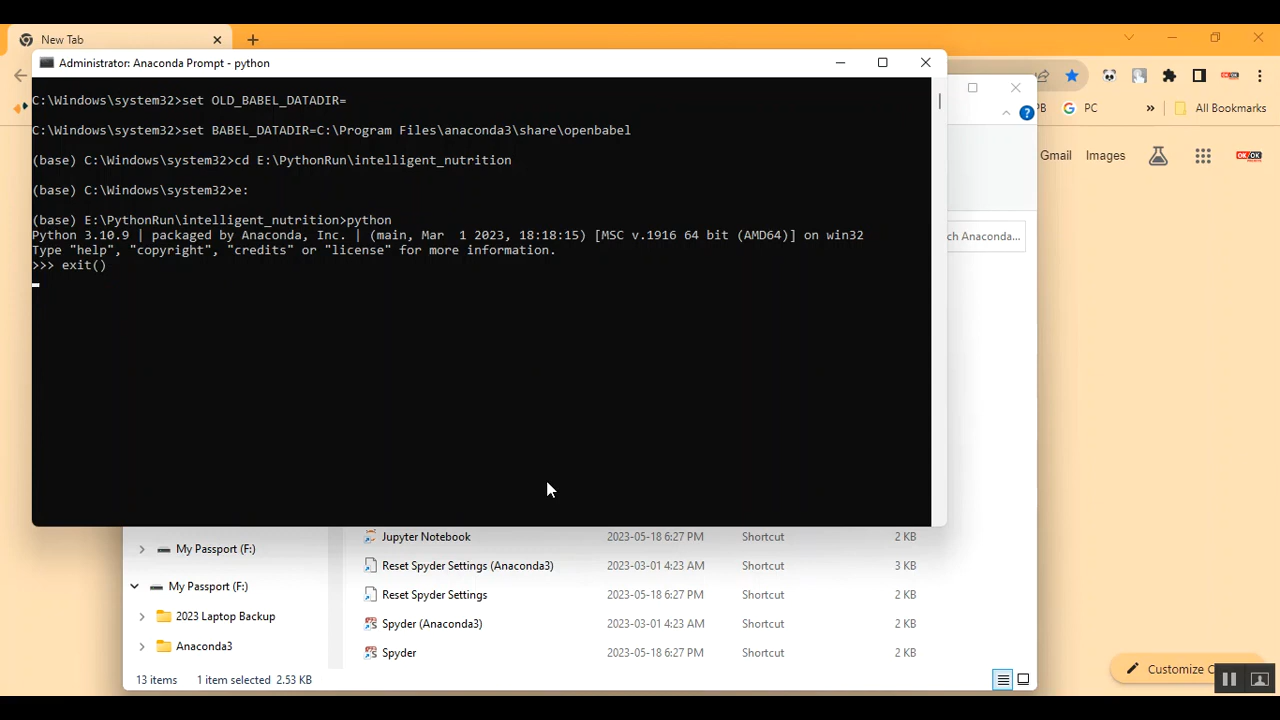 New Tab
Administrator: Anaconda Prompt - python
C:\Windows\system32>set OLD_BABEL_DATADIR=
C:\Windows\system32>set BABEL_DATADIR=C:\Program Files\anaconda3\share\openbabel
(base) C:\Windows\system32>cd E:\PythonRun\intelligent_nutrition
(base) C:\Windows\system32>e:
(base) E:\PythonRun\intelligent_nutrition>python
Python 3.10.9 | packaged by Anaconda, Inc. | (main, Mar  1 2023, 18:18:15) [MSC v.1916 64 bit (AMD64)] on win32
Type "help", "copyright", "credits" or "license" for more information.
>>> exit()
PB
PC
» All Bookmarks
Gmail Images
ch Anaconda...
Jupyter Notebook 2023-05-18 6:27 PM Shortcut 2 KB
My Passport (F:)
Reset Spyder Settings (Anaconda3) 2023-03-01 4:23 AM Shortcut 3 KB
My Passport (F:)
Reset Spyder Settings 2023-05-18 6:27 PM Shortcut 2 KB
2023 Laptop Backup
Spyder (Anaconda3) 2023-03-01 4:23 AM Shortcut 2 KB
Anaconda3
Spyder 2023-05-18 6:27 PM Shortcut 2 KB
13 items 1 item selected 2.53 KB
Customize C